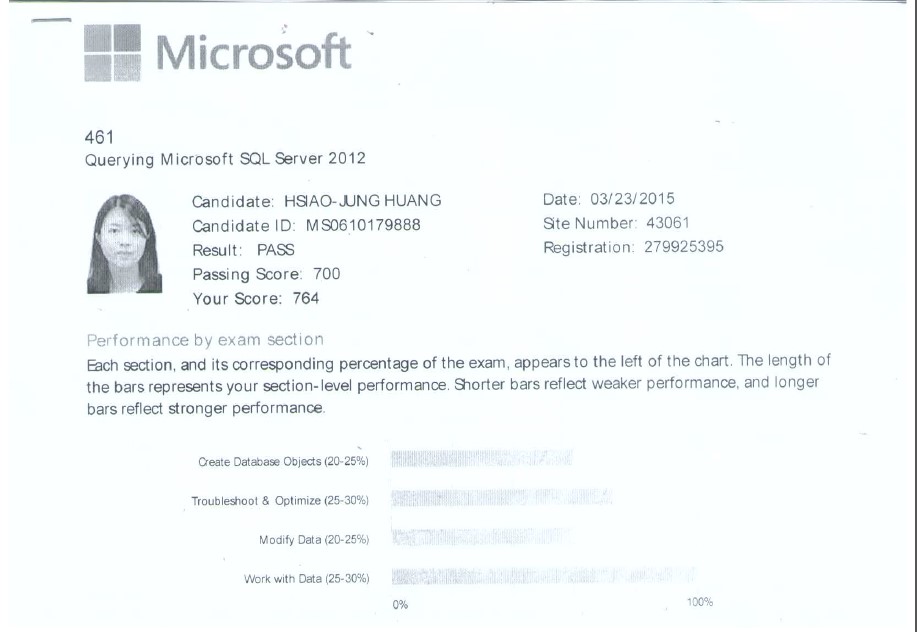 Microsoft
461
Querying Microsoft SQL Server 2012
Candidate: HSIAO-JUNG HUANG
Candidate ID: MS0610179888
Result: PASS
Passing Score: 700
Your Score: 764
Date: 03/23/2015
Site Number: 43061
Registration: 279925395
Performance by exam section
Each section, and its corresponding percentage of the exam, appears to the left of the chart. The length of
the bars represents your section-level performance. Shorter bars reflect weaker performance, and longer
bars reflect stronger performance.
Create Database Objects (20-25%)
Troubleshoot & Optimize (25-30%)
Modify Data (20-25%)
Work with Data (25-30%)
0%
100%